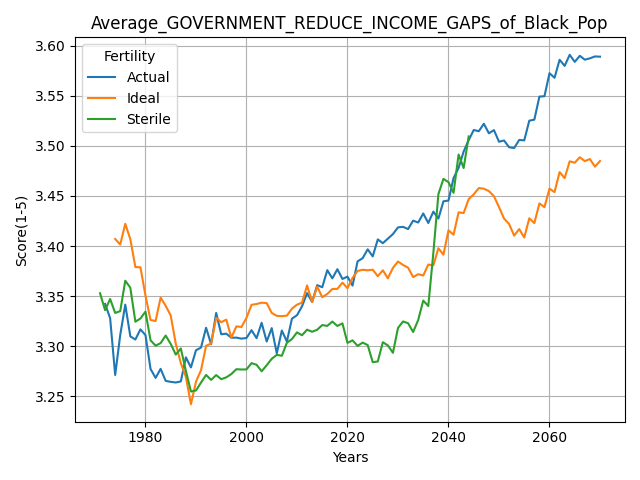 Average_GOVERNMENT_REDUCE_INCOME_GAPS_of_Black_Pop
Fertility
Actual
Ideal
Sterile
Score(1-5)
3.60
3.55
3.50
3.45
3.40
3.35
3.30
3.25
1980 2000 2020 2040 2060
Years